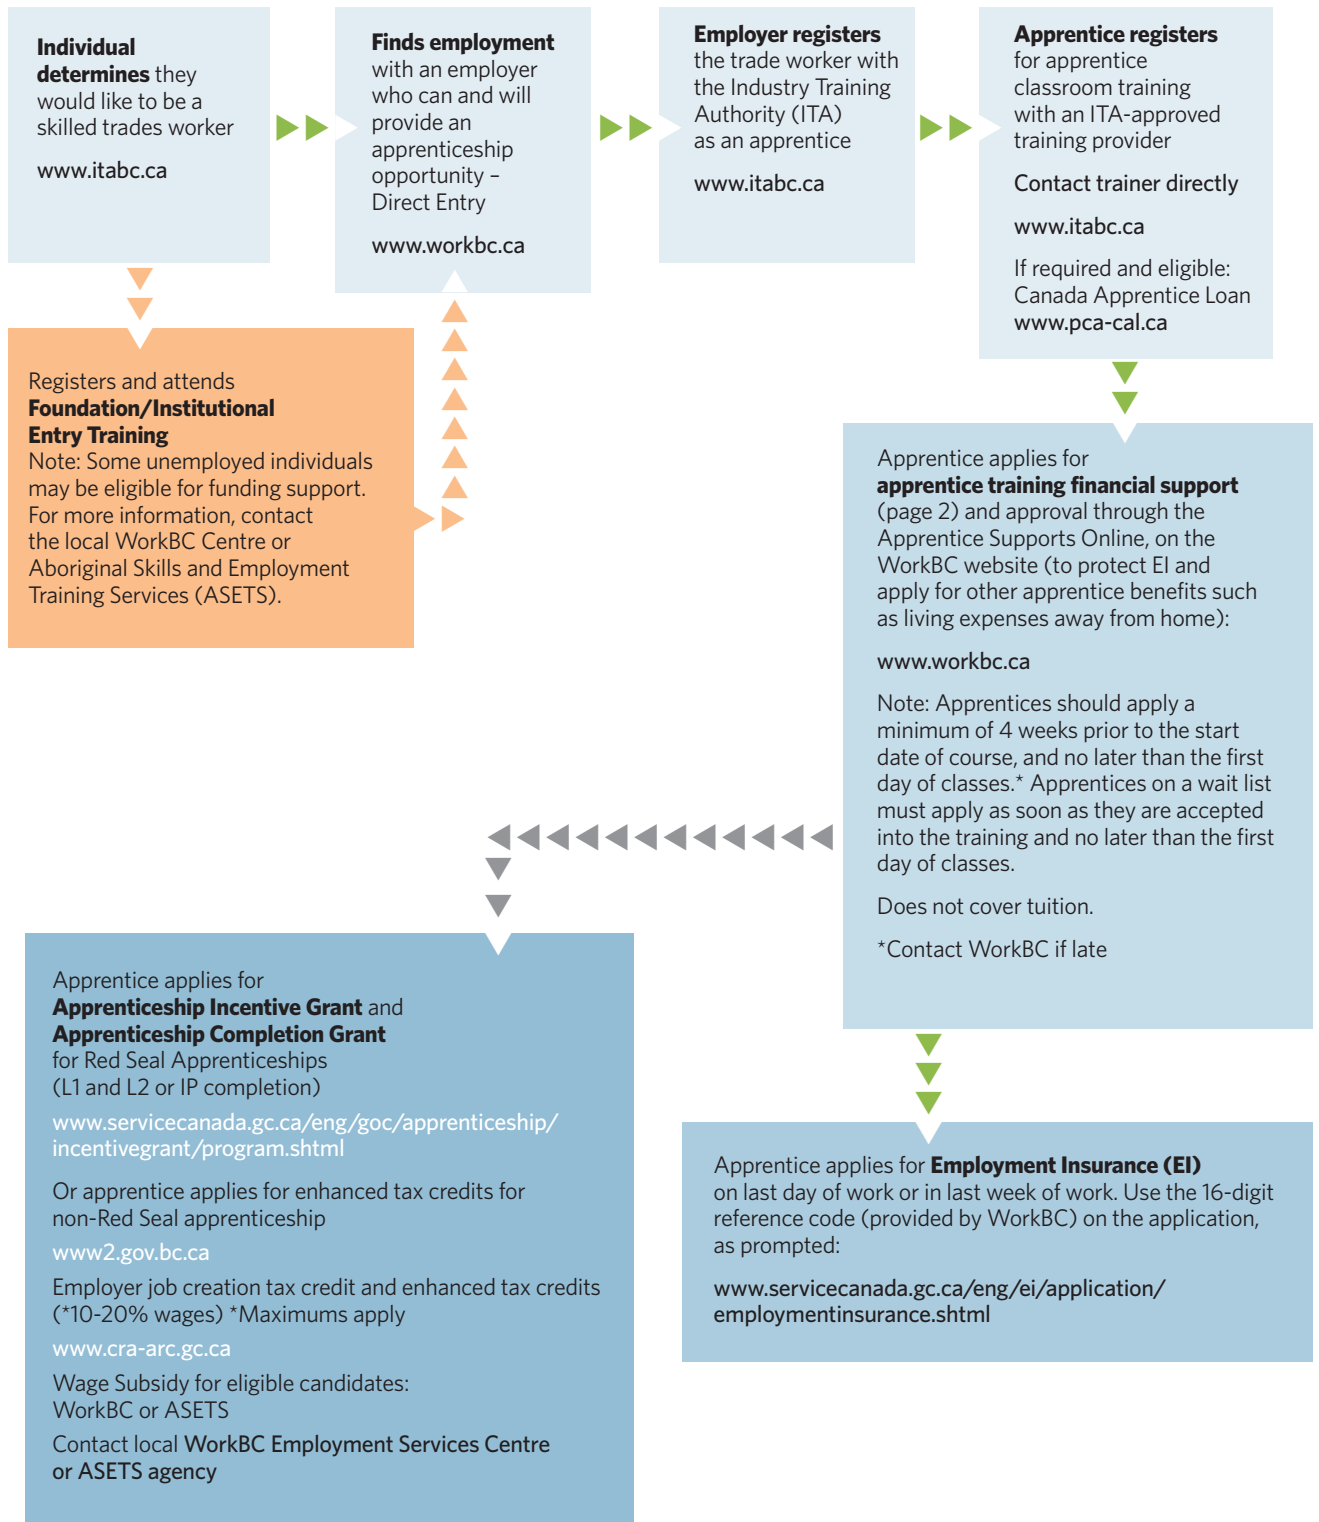 Individual
determines they
would like to be a
skilled trades worker
www.itabc.ca
Finds employment
with an employer
who can and will
provide an
apprenticeship
opportunity –
Direct Entry
www.workbc.ca
Employer registers
the trade worker with
the Industry Training
Authority (ITA)
as an apprentice
www.itabc.ca
Apprentice registers
for apprentice
classroom training
with an ITA-approved
training provider
Contact trainer directly
www.itabc.ca
If required and eligible:
Canada Apprentice Loan
www.pca-cal.ca
Registers and attends
Foundation/Institutional
Entry Training
Note: Some unemployed individuals
may be eligible for funding support.
For more information, contact
the local WorkBC Centre or
Aboriginal Skills and Employment
Training Services (ASETS).
Apprentice applies for
apprentice training financial support
(page 2) and approval through the
Apprentice Supports Online, on the
WorkBC website (to protect EI and
apply for other apprentice benefits such
as living expenses away from home):
www.workbc.ca
Note: Apprentices should apply a
minimum of 4 weeks prior to the start
date of course, and no later than the first
day of classes.* Apprentices on a wait list
must apply as soon as they are accepted
into the training and no later than the first
day of classes.
Does not cover tuition.
*Contact WorkBC if late
Apprentice applies for
Apprenticeship Incentive Grant and
Apprenticeship Completion Grant
for Red Seal Apprenticeships
(L1 and L2 or IP completion)
www.servicecanada.gc.ca/eng/goc/apprenticeship/
incentivegrant/program.shtml
Or apprentice applies for enhanced tax credits for
non-Red Seal apprenticeship
www2.gov.bc.ca
Employer job creation tax credit and enhanced tax credits
(*10-20% wages) *Maximums apply
www.cra-arc.gc.ca
Wage Subsidy for eligible candidates:
WorkBC or ASETS
Contact local WorkBC Employment Services Centre
or ASETS agency
Apprentice applies for Employment Insurance (EI)
on last day of work or in last week of work. Use the 16-digit
reference code (provided by WorkBC) on the application,
as prompted:
www.servicecanada.gc.ca/eng/ei/application/
employmentinsurance.shtml